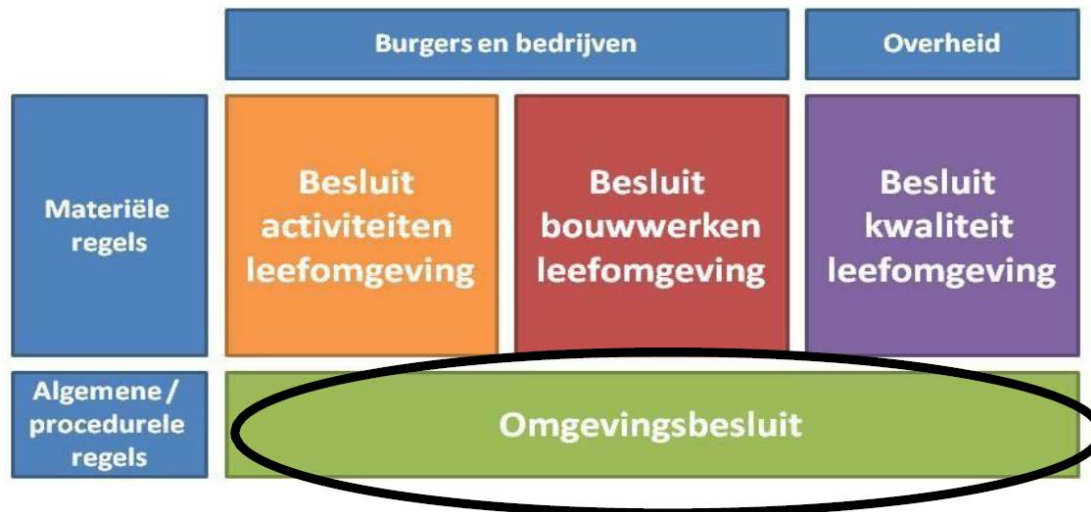 Burgers en bedrijven
Overheid
Materiële
regels
Besluit
activiteiten
leefomgeving
Besluit
bouwwerken
leefomgeving
Besluit
kwaliteit
leefomgeving
Algemene /
procedurele
regels
Omgevingsbesluit